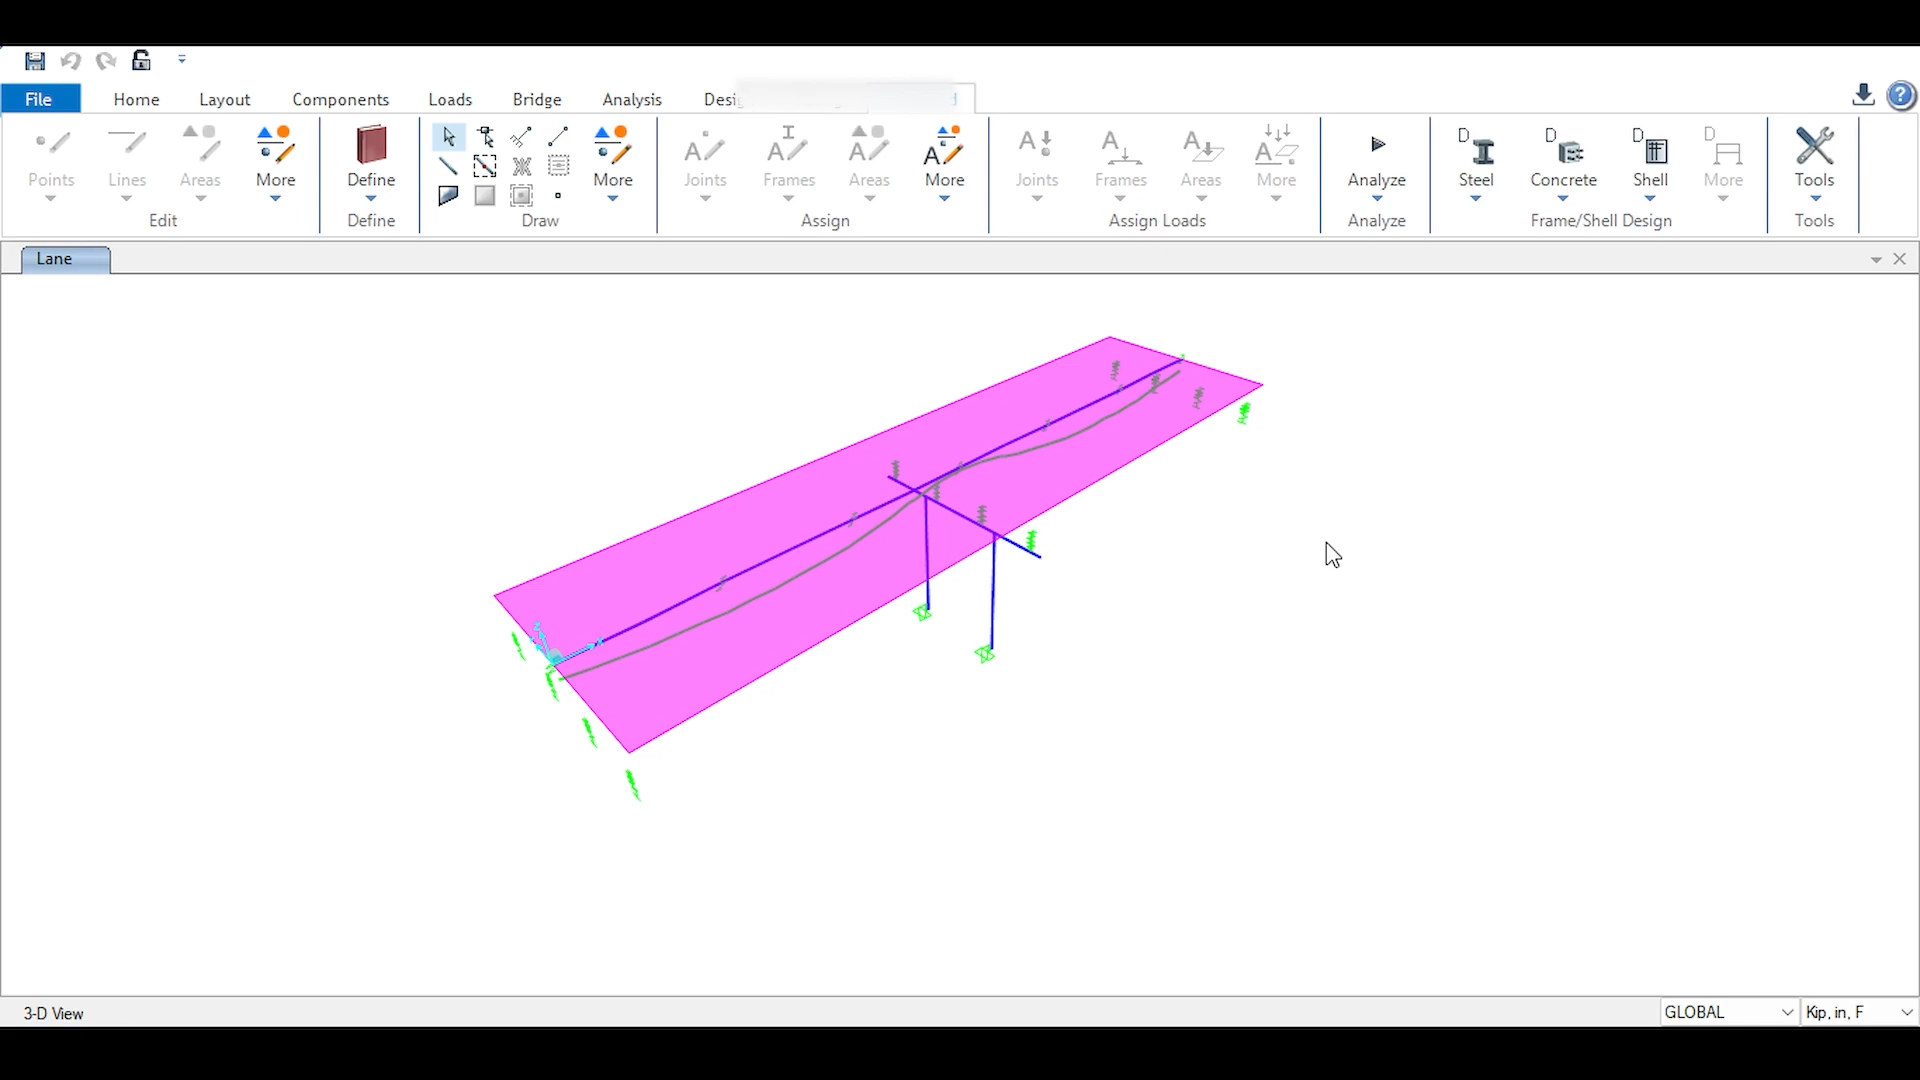 File Home Layout Components Loads Bridge Analysis
Points Lines Areas More Define More Joints Frames Areas More Joints Frames Areas More Analyze Steel Concrete Shell More Tools
Edit Define Draw Assign Assign Loads Analyze Frame/Shell Design Tools
Lane
3-D View GLOBAL Kip, in, F